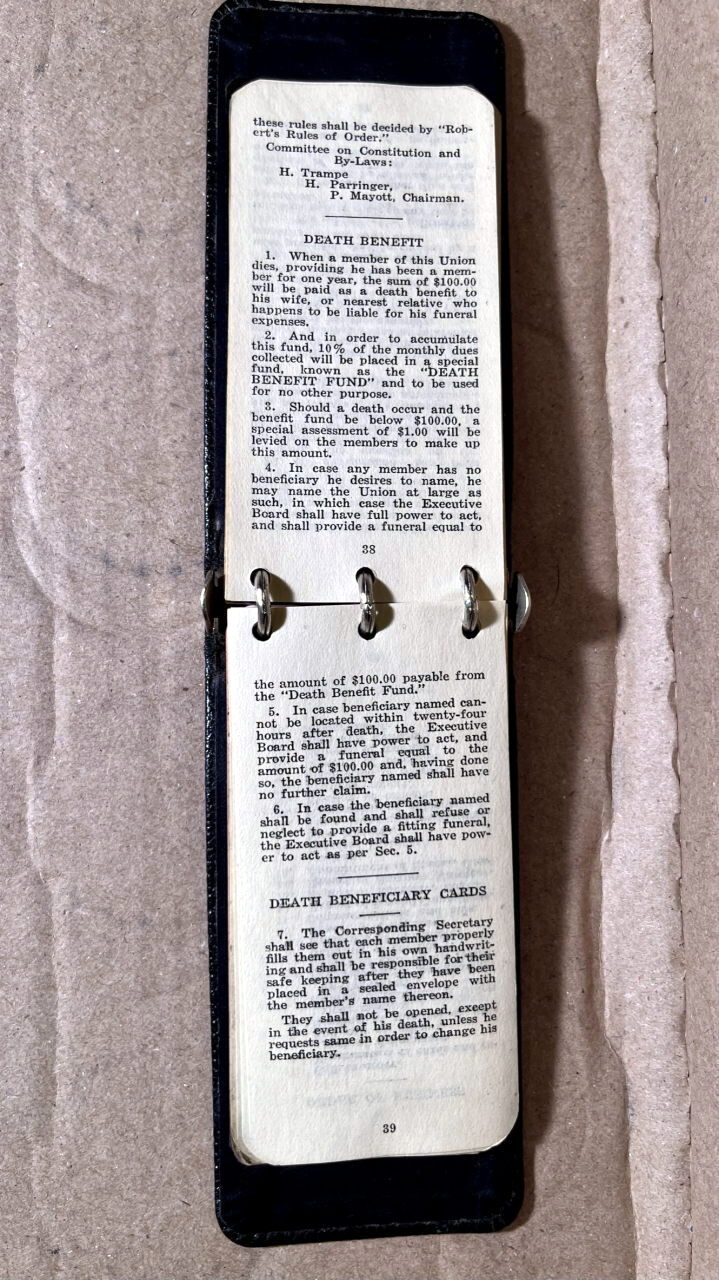 these rules shall be decided by "Rob-
ert's Rules of Order."
Committee on Constitution and
By-Laws:
H. Trampe
H. Parringer,
P. Mayott, Chairman.
DEATH BENEFIT
1. When a member of this Union
dies, providing he has been a mem-
ber for one year, the sum of $100.00
will be paid as a death benefit to
his wife, or nearest relative who
happens to be liable for his funeral
expenses.
2. And in order to accumulate
this fund, 10% of the monthly dues
collected will be placed in a special
fund, known as the "DEATH
BENEFIT FUND" and to be used
for no other purpose.
3. Should a death occur and the
benefit fund be below $100.00, a
special assessment of $1.00 will be
levied on the members to make up
this amount.
4. In case any member has no
beneficiary he desires to name, he
may name the Union at large as
such, in which case the Executive
Board shall have full power to act,
and shall provide a funeral equal to
38
the amount of $100.00 payable from
the "Death Benefit Fund."
5. In case beneficiary named can-
not be located within twenty-four
hours after death, the Executive
Board shall have power to act, and
provide a funeral equal to the
amount of $100.00 and, having done
so, the beneficiary named shall have
no further claim.
6. In case the beneficiary named
shall be found and shall refuse or
neglect to provide a fitting funeral,
the Executive Board shall have pow-
er to act as per Sec. 5.
DEATH BENEFICIARY CARDS
7. The Corresponding Secretary
shall see that each member properly
fills them out in his own handwrit-
ing and shall be responsible for their
safe keeping after they have been
placed in a sealed envelope with
the member's name thereon.
They shall not be opened, except
in the event of his death, unless he
requests same in order to change his
beneficiary.
39